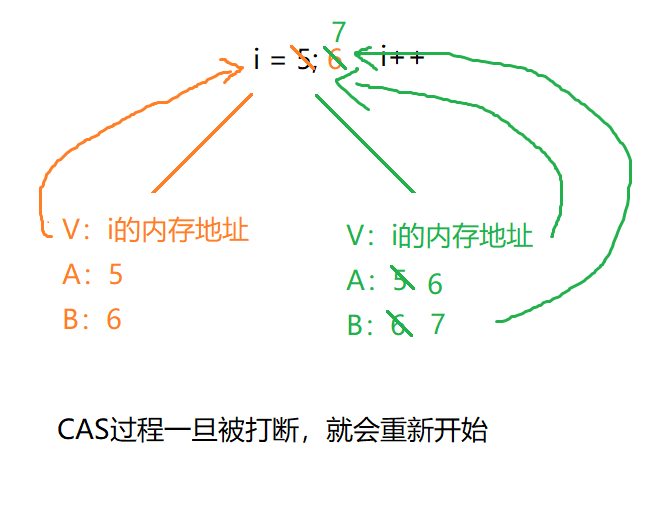 7
i = 5; 6 i++
V：i的内存地址
A：5
B：6
V：i的内存地址
A：5 6
B：6 7
CAS过程一旦被打断，就会重新开始